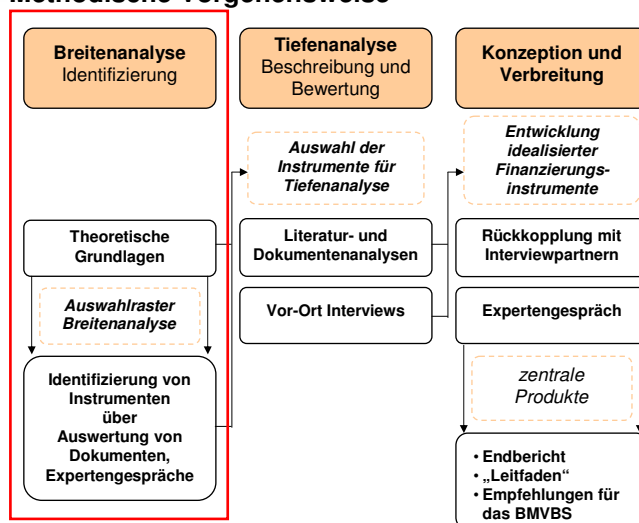 Methodische Vorgehensweise
Breitenanalyse
Identifizierung
Theoretische
Grundlagen
Auswahlraster
Breitenanalyse
Identifizierung von
Instrumenten
über
Auswertung von
Dokumenten,
Expertengespräche
Tiefenanalyse
Beschreibung und
Bewertung
Auswahl der
Instrumente für
Tiefenanalyse
Literatur- und
Dokumentenanalysen
Vor-Ort Interviews
Konzeption und
Verbreitung
Entwicklung
idealisierter
Finanzierungs-
instrumente
Rückkopplung mit
Interviewpartnern
Expertengespräch
zentrale
Produkte
• Endbericht
• „Leitfaden“
• Empfehlungen für
das BMVBS